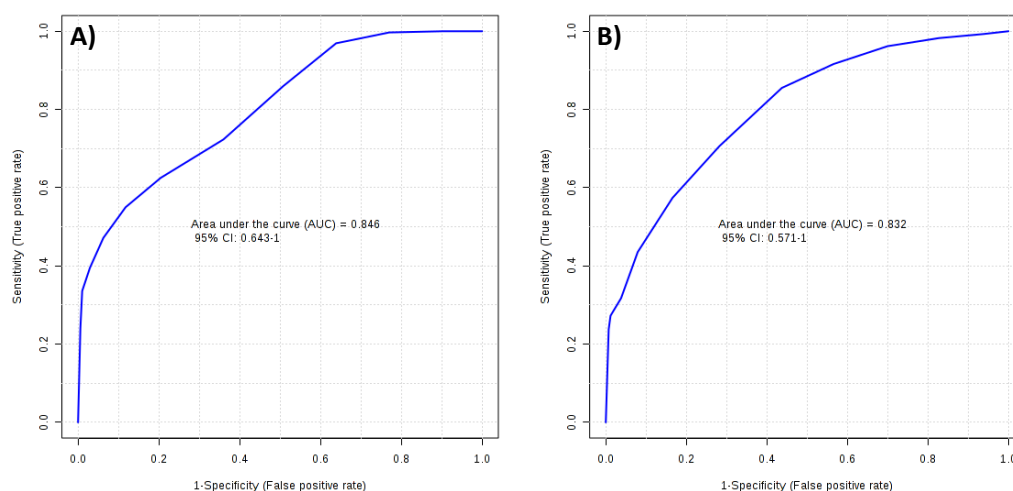 A)
1.0
0.8
0.6
0.4
0.2
0.0
Sensitivity (True positive rate)
Area under the curve (AUC) = 0.846
95% CI: 0.643-1
0.0 0.2 0.4 0.6 0.8 1.0
1-Specificity (False positive rate)
B)
1.0
0.8
0.6
0.4
0.2
0.0
Sensitivity (True positive rate)
Area under the curve (AUC) = 0.832
95% CI: 0.571-1
0.0 0.2 0.4 0.6 0.8 1.0
1-Specificity (False positive rate)